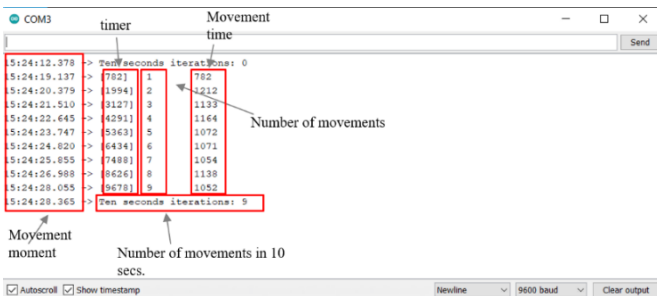 COM3
timer
Movement
time
Send
15:24:12.378 -> Ten seconds iterations: 0
15:24:19.137 -> [782] 1 782
15:24:20.379 -> [1994] 2 1212
15:24:21.510 -> [3127] 3 1133
15:24:22.645 -> [4291] 4 1164
15:24:23.747 -> [5363] 5 1072
15:24:24.820 -> [6434] 6 1071
15:24:25.855 -> [7488] 7 1054
15:24:26.988 -> [8626] 8 1138
15:24:28.055 -> [9678] 9 1052
15:24:28.365 -> Ten seconds iterations: 9
Number of movements
Movement
moment
Number of movements in 10
secs.
Autoscroll Show timestamp Newline 9600 baud Clear output